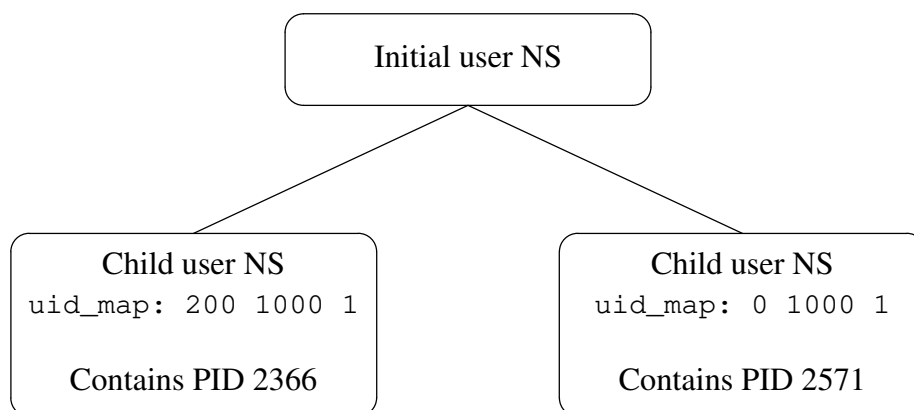 Initial user NS
Child user NS
uid_map: 200 1000 1
Contains PID 2366
Child user NS
uid_map: 0 1000 1
Contains PID 2571